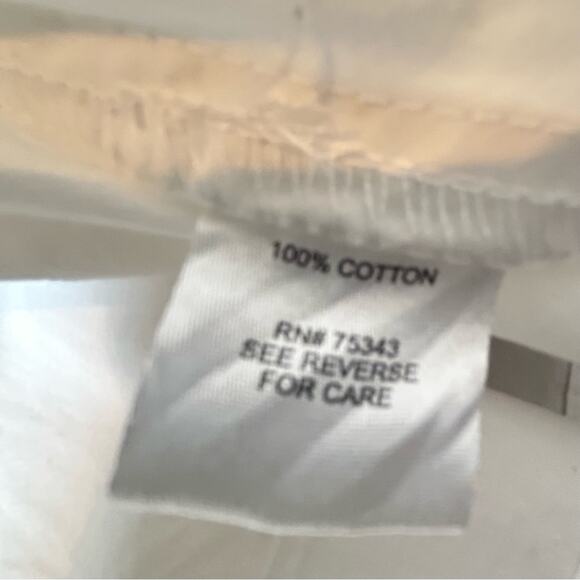 100% COTTON
RN# 75343
SEE REVERSE
FOR CARE